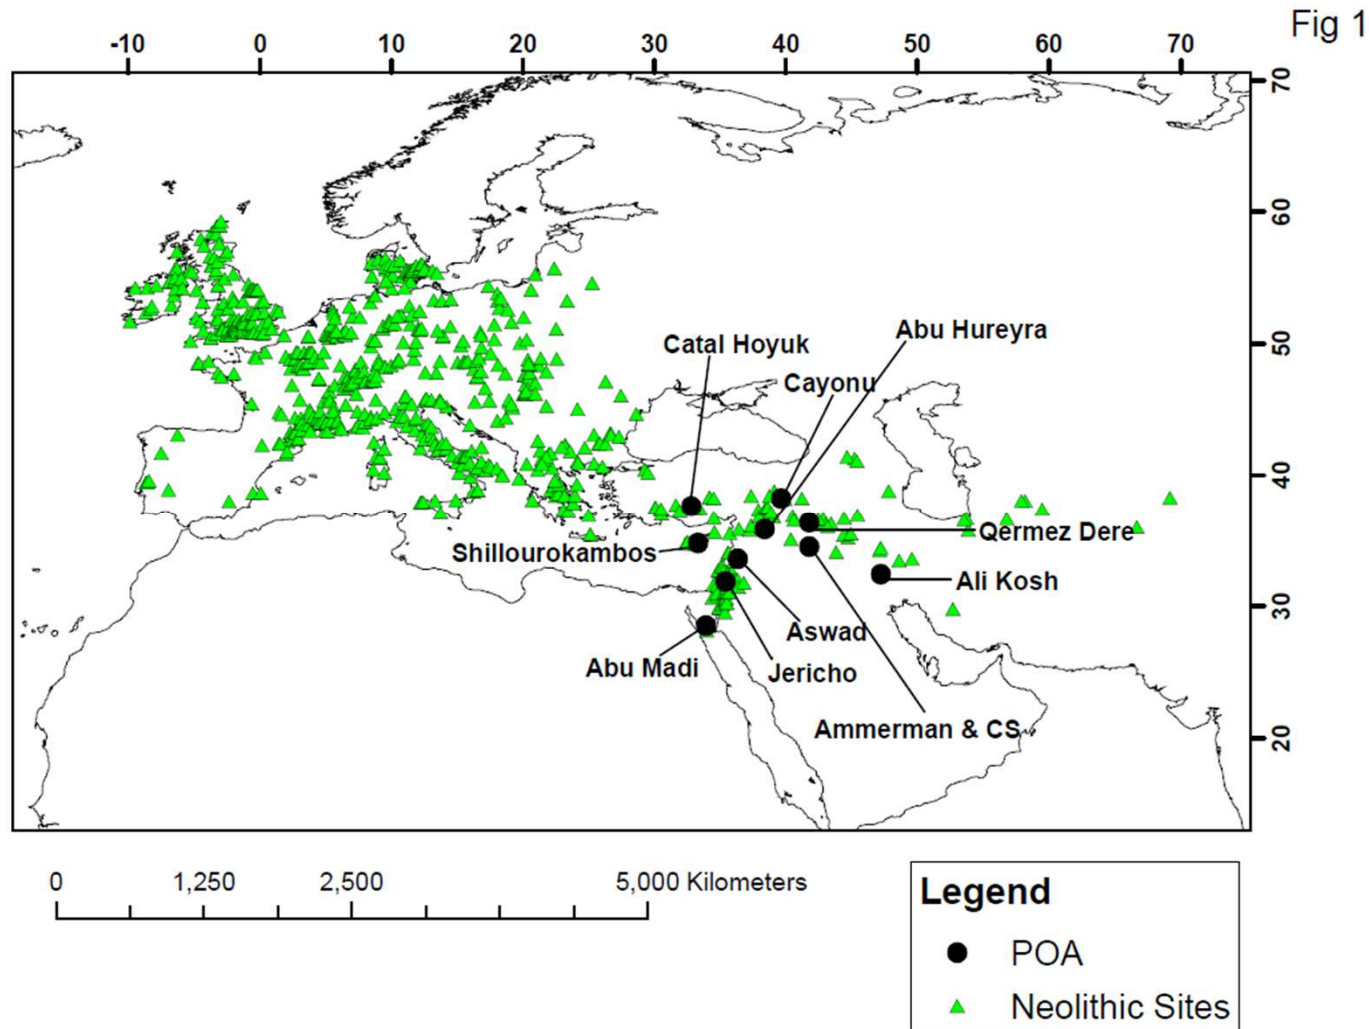 Fig 1
-10 0 10 20 30 40 50 60 70
70
60
50
40
30
20
Abu Hureyra
Catal Hoyuk
Cayonu
Qermez Dere
Shillourokambos
Ali Kosh
Aswad
Abu Madi
Jericho
Ammerman & CS
0 1,250 2,500 5,000 Kilometers
Legend
POA
Neolithic Sites